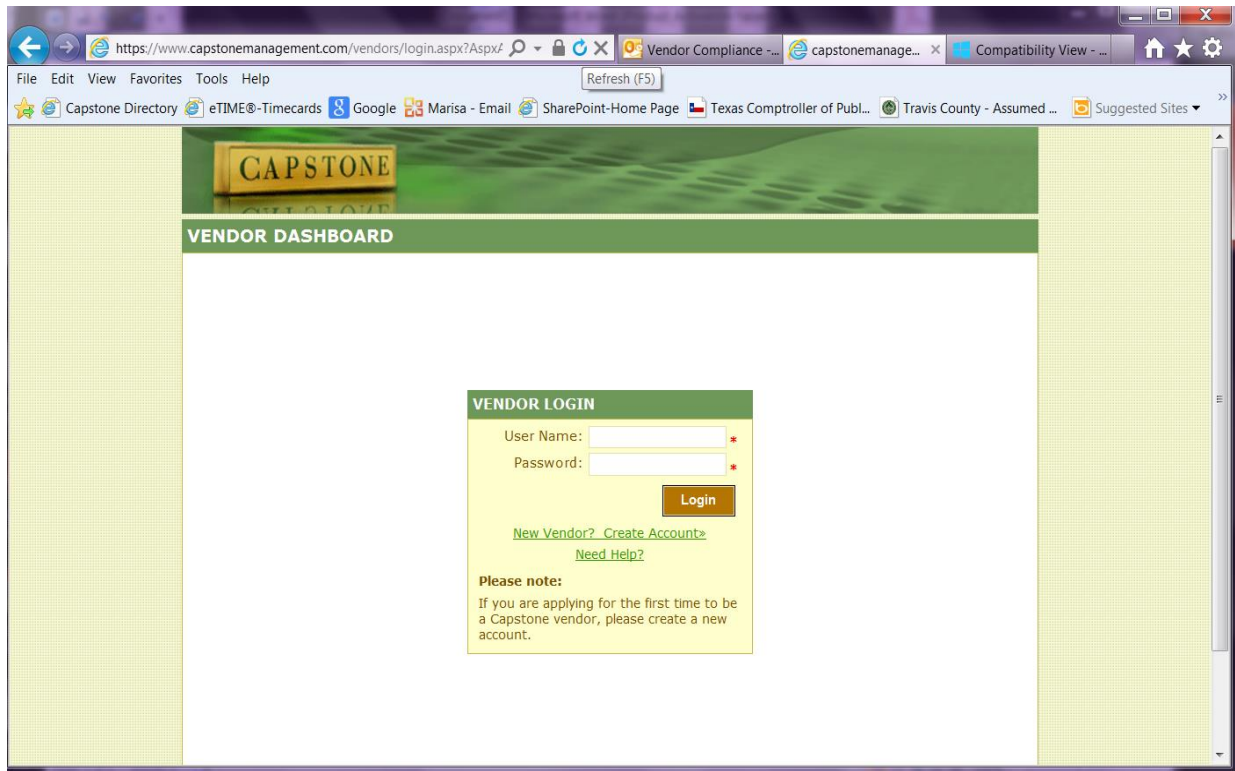 https://www.capstonemanagement.com/vendors/login.aspx?Aspx
Vendor Compliance -...
capstonemanage...
Compatibility View - ...
File Edit View Favorites Tools Help
Refresh (F5)
Capstone Directory eTIME®-Timecards Google Marisa - Email SharePoint-Home Page Texas Comptroller of Publ... Travis County - Assumed ... Suggested Sites
CAPSTONE
VENDOR DASHBOARD
VENDOR LOGIN
User Name: *
Password: *
Login
New Vendor? Create Account»
Need Help?
Please note:
If you are applying for the first time to be
a Capstone vendor, please create a new
account.